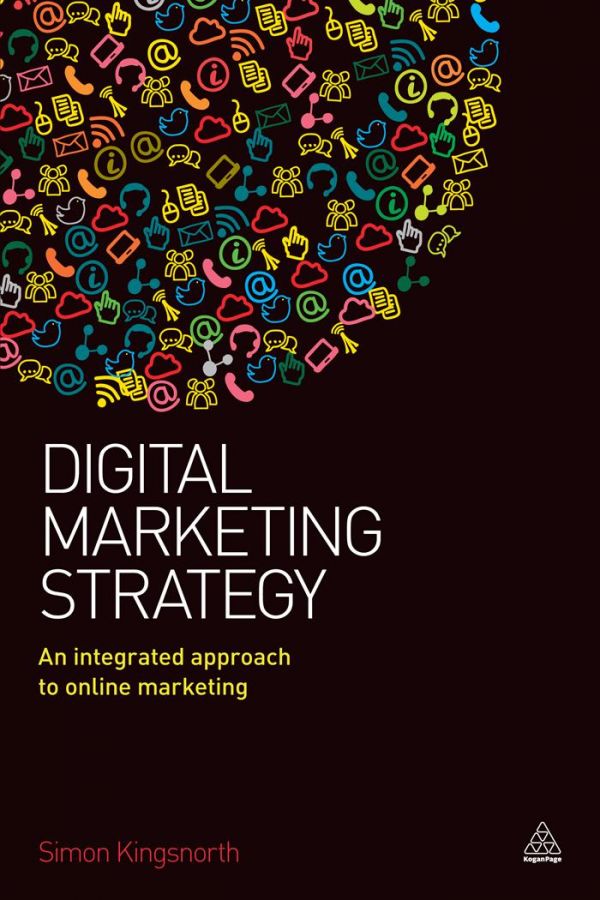 DIGITAL
MARKETING
STRATEGY
An integrated approach
to online marketing
Simon Kingsnorth
KoganPage